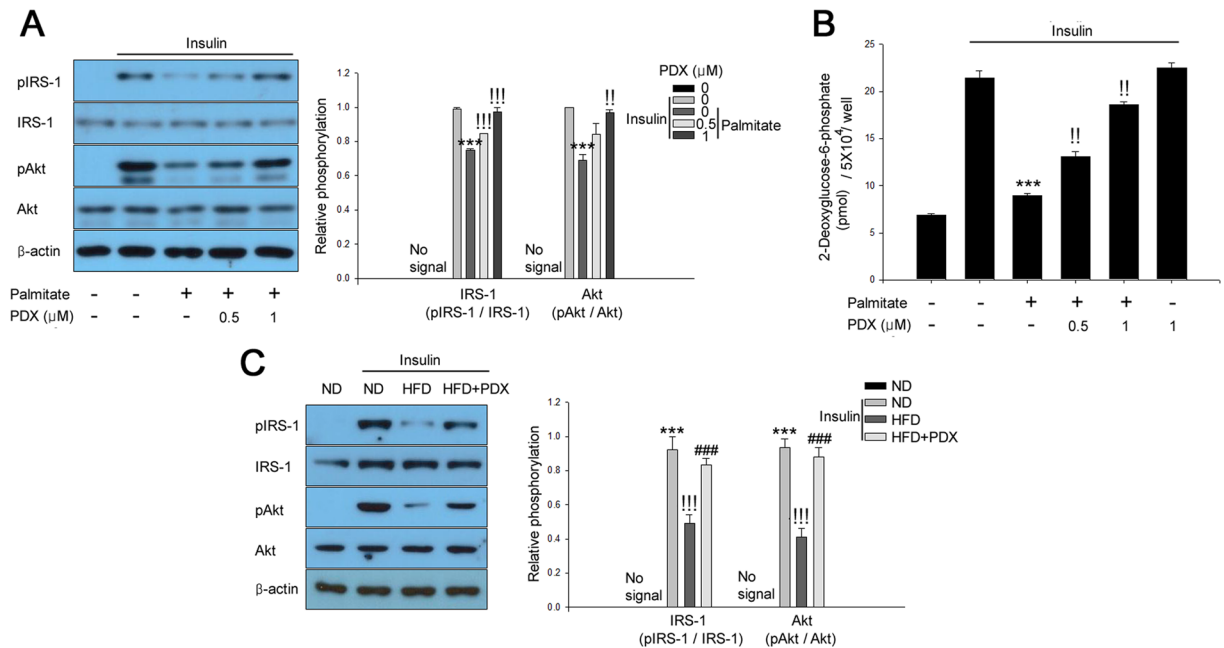 A
Insulin
pIRS-1
IRS-1
pAkt
Akt
β-actin
Palmitate - - + + +
PDX (μM) - - - 0.5 1
Relative phosphorylation
1.2
1.0
0.8
0.6
0.4
0.2
0.0
No signal
***
!!!
!!!
No signal
***
!!
IRS-1
(pIRS-1 / IRS-1)
Akt
(pAkt / Akt)
PDX (μM)
0
0
Insulin 0 Palmitate
0.5
1
B
Insulin
2-Deoxyglucose-6-phosphate
(pmol) / 5X10⁴/ well
25
20
15
10
5
0
***
!!
!!
Palmitate - - + + + -
PDX (μM) - - - 0.5 1 1
C
Insulin
ND ND HFD HFD+PDX
pIRS-1
IRS-1
pAkt
Akt
β-actin
Relative phosphorylation
1.2
1.0
0.8
0.6
0.4
0.2
0.0
No signal
***
!!!
###
No signal
***
!!!
###
IRS-1
(pIRS-1 / IRS-1)
Akt
(pAkt / Akt)
ND
ND
Insulin HFD
HFD+PDX